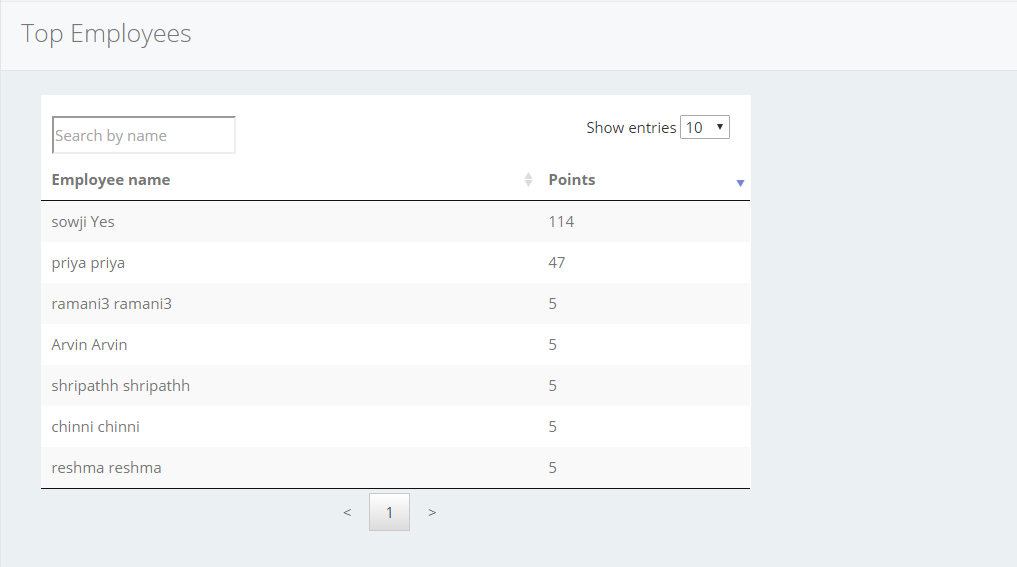 Top Employees
Search by name
Show entries 10
Employee name Points
sowji Yes 114
priya priya 47
ramani3 ramani3 5
Arvin Arvin 5
shripathh shripathh 5
chinni chinni 5
reshma reshma 5
< 1 >